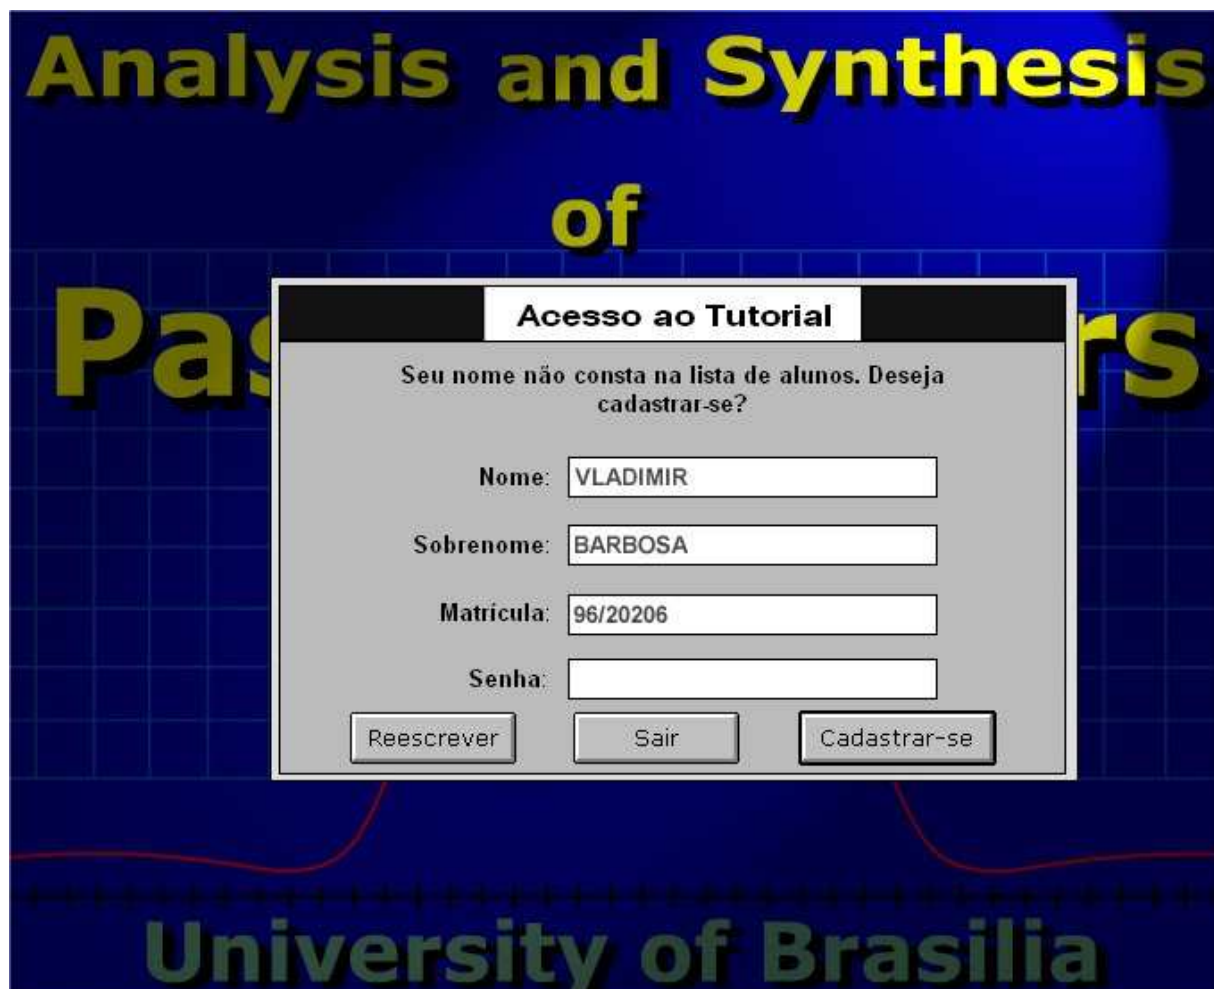 Analysis and Synthesis
of
Pas rs
Acesso ao Tutorial
Seu nome não consta na lista de alunos. Deseja
cadastrar-se?
Nome: VLADIMIR
Sobrenome: BARBOSA
Matrícula: 96/20206
Senha:
Reescrever Sair Cadastrar-se
University of Brasilia